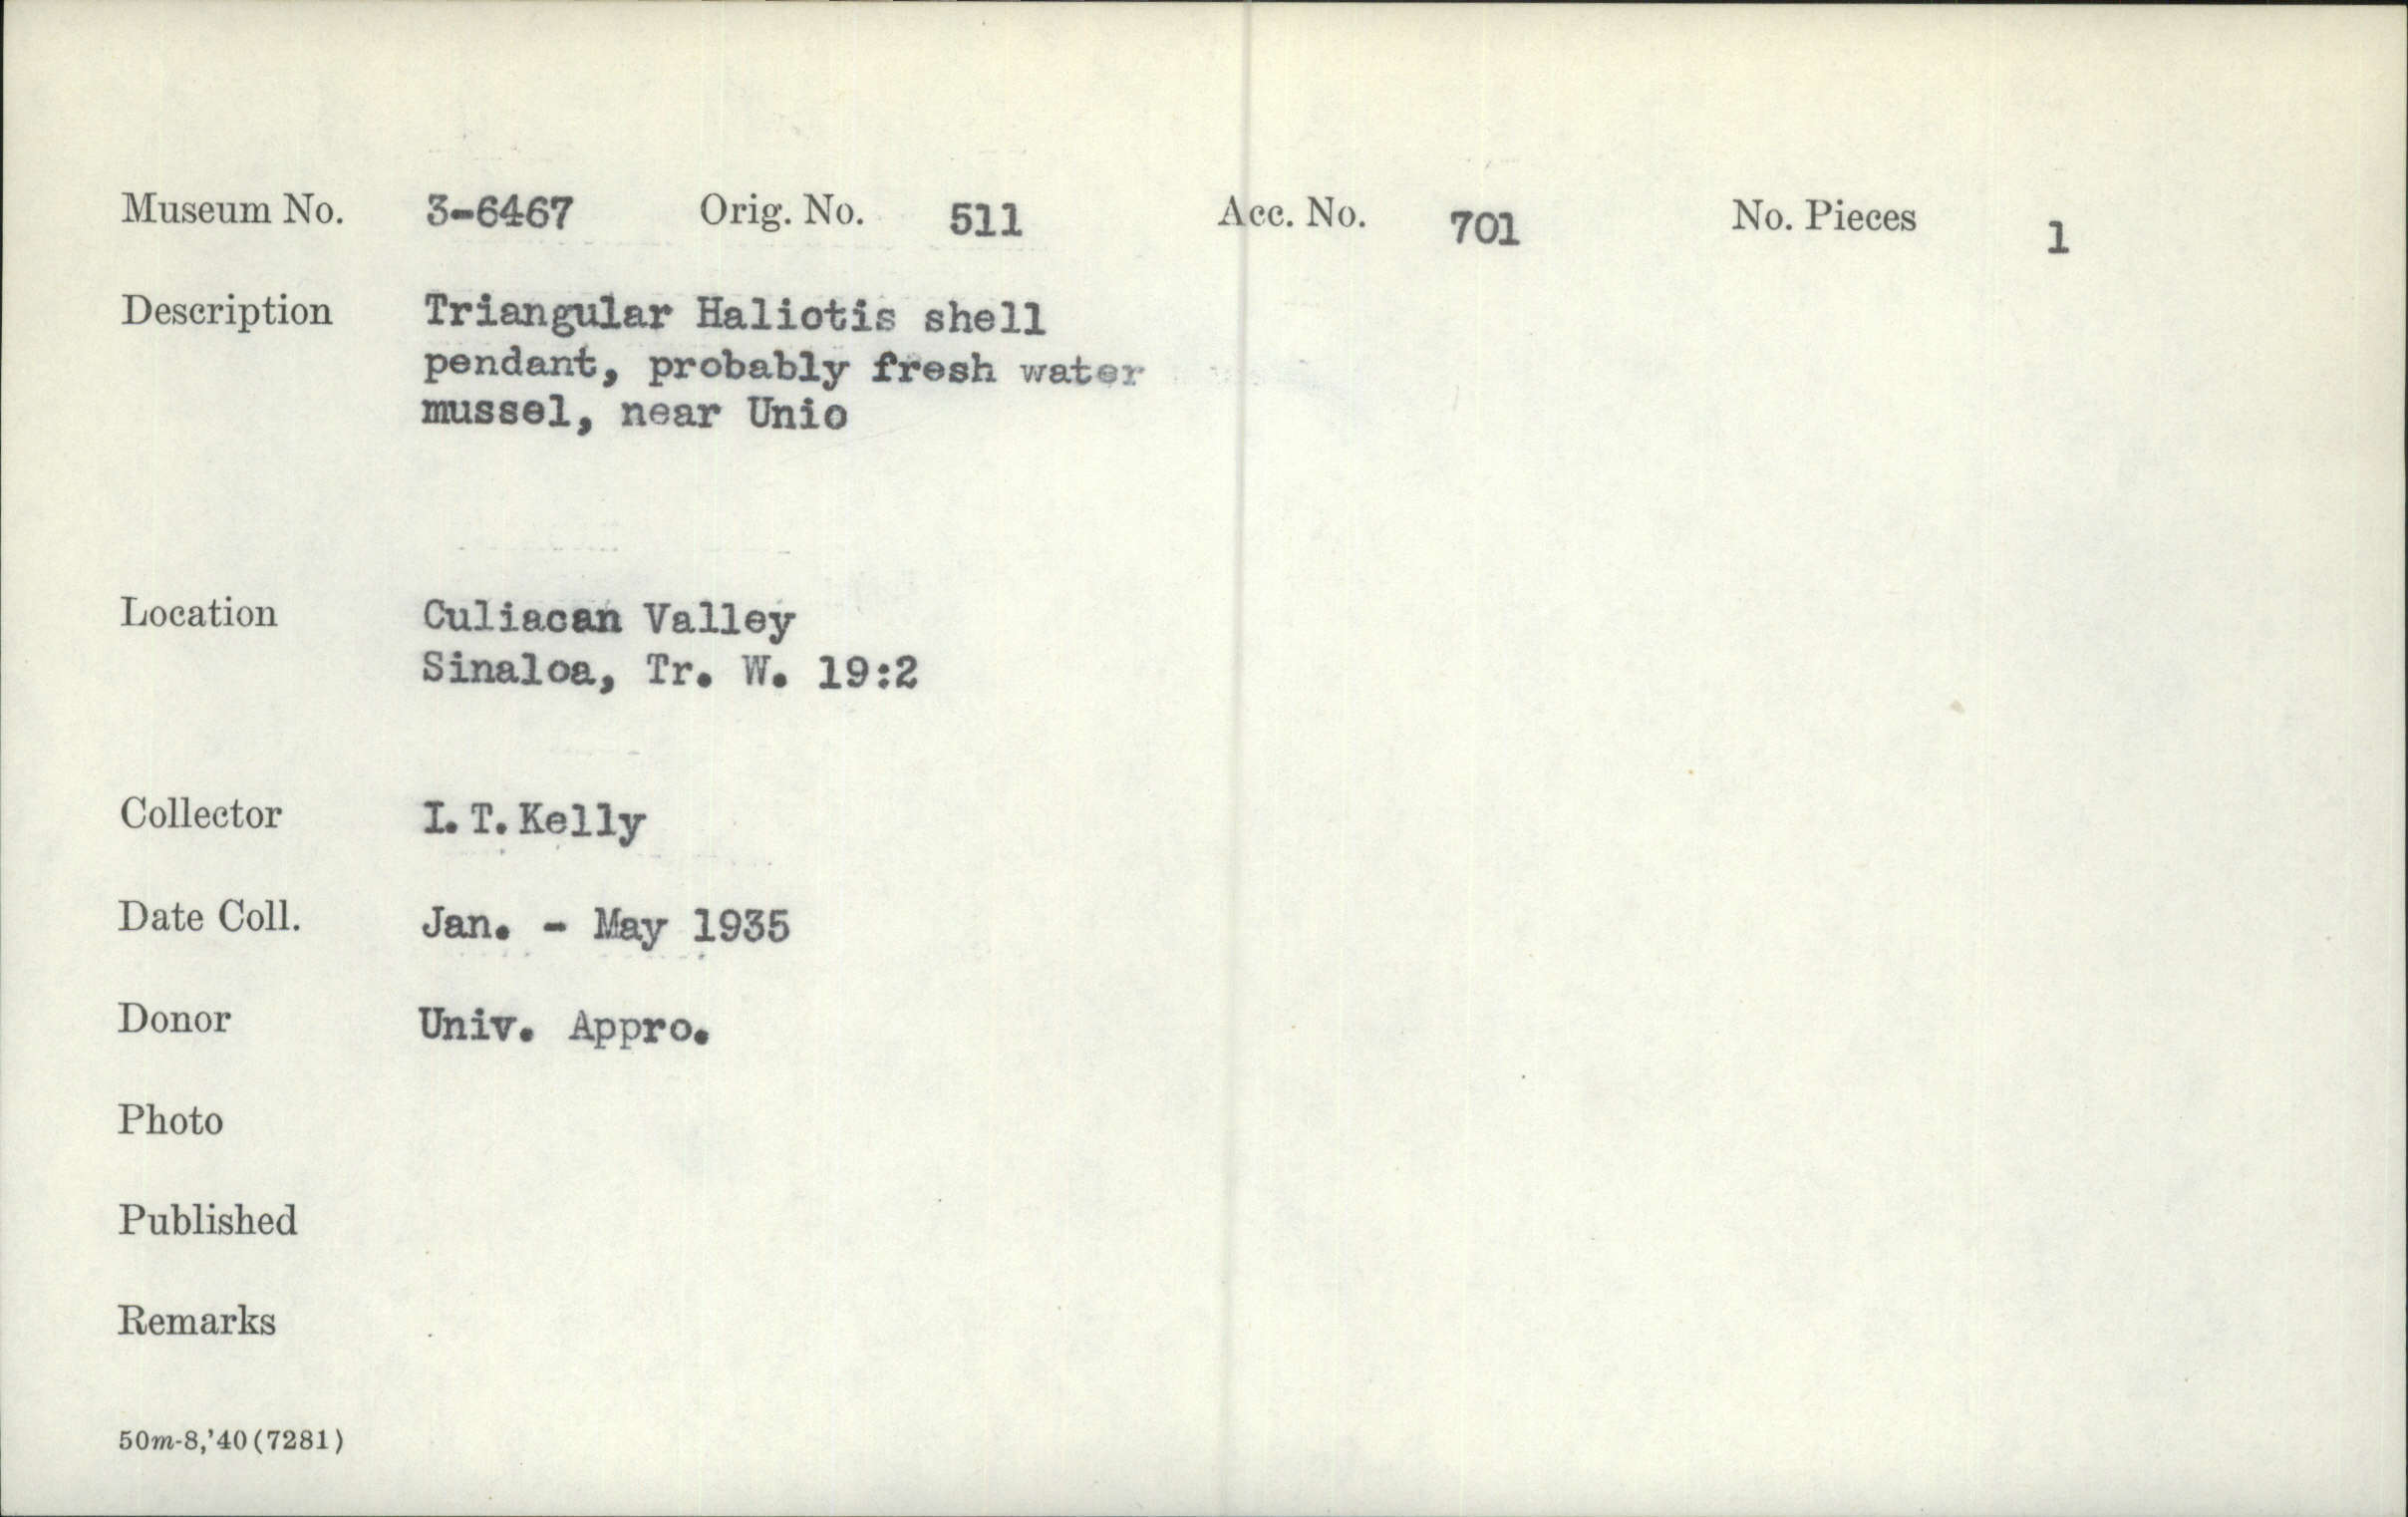 Museum No. 3-6467 Orig. No. 511 Acc. No. 701 No. Pieces 1
Description Triangular Haliotis shell
pendant, probably fresh water
mussel, near Unio
Location Culiacan Valley
Sinaloa, Tr. W. 19:2
Collector I. T. Kelly
Date Coll. Jan. - May 1935
Donor Univ. Appro.
Photo
Published
Remarks
50m-8,'40(7281)